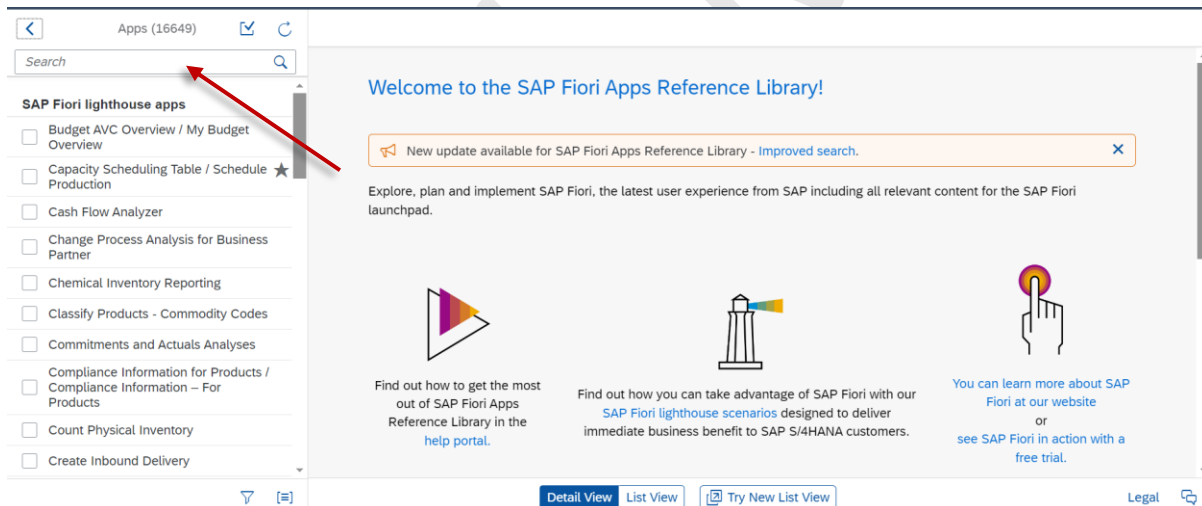 Apps (16649)
Search
SAP Fiori lighthouse apps
Budget AVC Overview / My Budget
Overview
Capacity Scheduling Table / Schedule
Production
Cash Flow Analyzer
Change Process Analysis for Business
Partner
Chemical Inventory Reporting
Classify Products - Commodity Codes
Commitments and Actuals Analyses
Compliance Information for Products /
Compliance Information – For
Products
Count Physical Inventory
Create Inbound Delivery
Welcome to the SAP Fiori Apps Reference Library!
New update available for SAP Fiori Apps Reference Library - Improved search.
Explore, plan and implement SAP Fiori, the latest user experience from SAP including all relevant content for the SAP Fiori
launchpad.
Find out how to get the most
out of SAP Fiori Apps
Reference Library in the
help portal.
Find out how you can take advantage of SAP Fiori with our
SAP Fiori lighthouse scenarios designed to deliver
immediate business benefit to SAP S/4HANA customers.
You can learn more about SAP
Fiori at our website
or
see SAP Fiori in action with a
free trial.
Detail View List View Try New List View
Legal